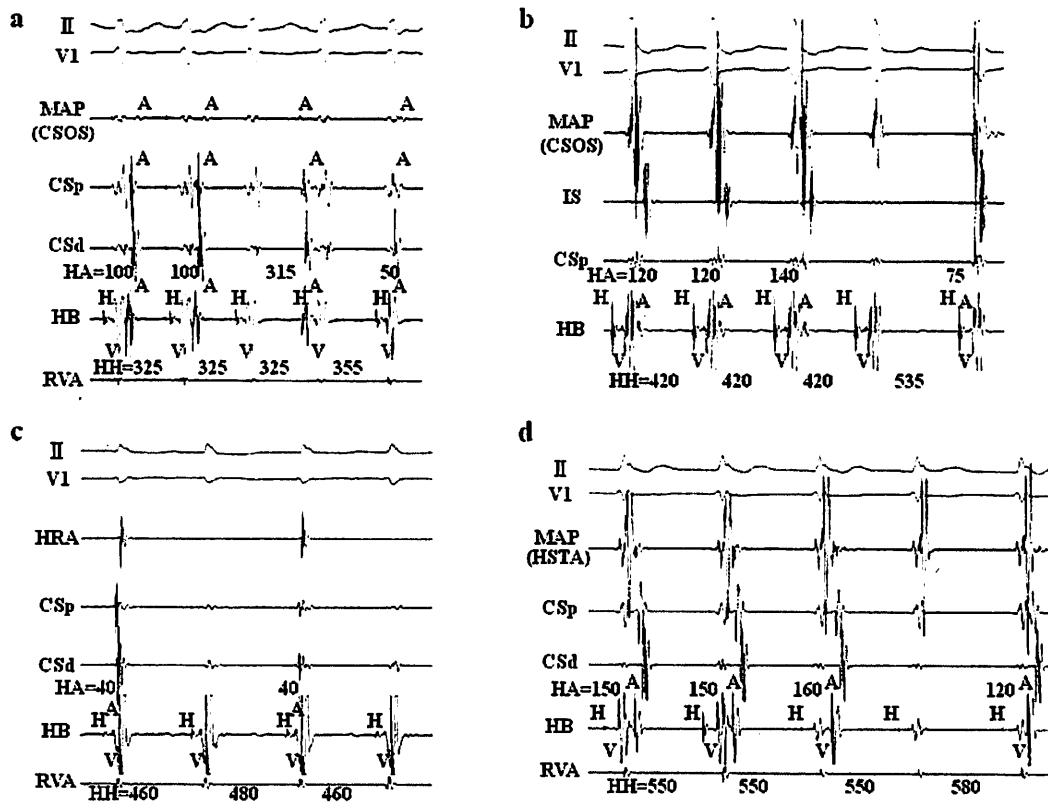 a
II
V1
MAP A A A A
(CSOS)
CSp A A A A
CSd
HA=100 100 315 50
H A H A H H A H A
HB
V V V V V
HH=325 325 325 355
RVA
b
II
V1
MAP
(CSOS)
IS
CSp
HA=120 120 140 75
H A H A H A H H A
HB
V V V V
HH=420 420 420 535
c
II
V1
HRA
CSp
CSd
HA=40 40
H A H H A H
HB
V V
RVA
HH=460 480 460
d
II
V1
MAP
(HSTA)
CSp
CSd
HA=150 A 150 A 160 A 120 A
H H H H H
HB
V V V V
RVA
HH=550 550 550 580